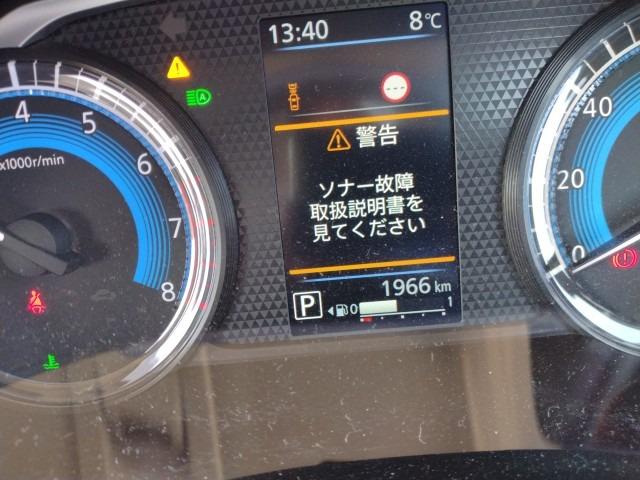 13:40 8℃
警告
ソナー故障
取扱説明書を
見てください
1966 km
P 0 1
4 5 6 7 8
x1000r/min
A
---
40
20
0